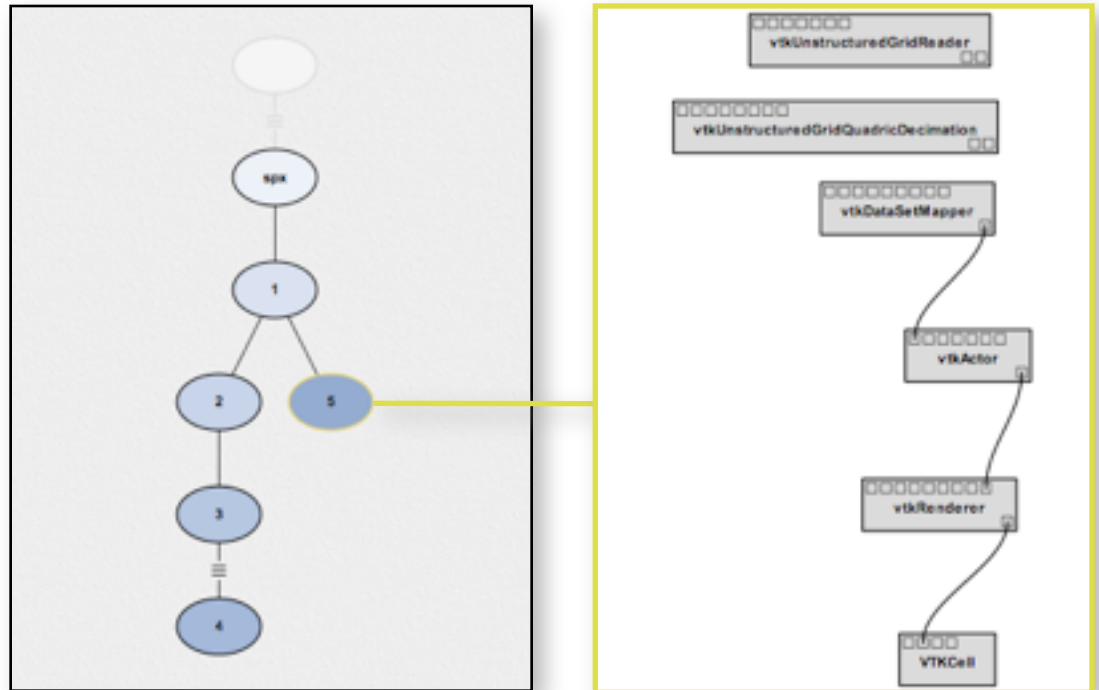 spx
1
2
5
3
4
vtkUnstructuredGridReader
vtkUnstructuredGridQuadricDecimation
vtkDataSetMapper
vtkActor
vtkRenderer
VTKCell